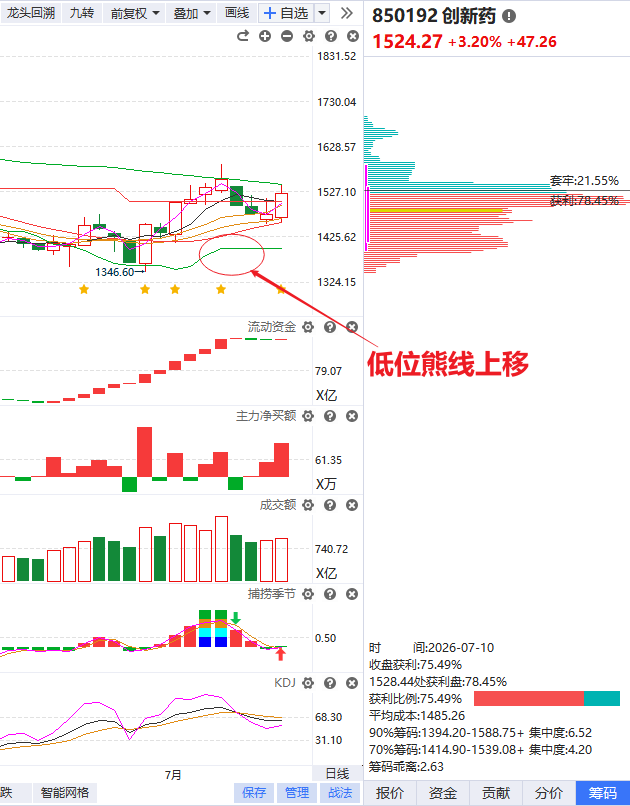 龙头回溯 九转 前复权 叠加 画线 + 自选
850192 创新药
1524.27 +3.20% +47.26
1831.52
1730.04
1628.57
1527.10
1425.62
1324.15
1346.60
套牢:21.55%
获利:78.45%
低位熊线上移
流动资金
79.07
X亿
主力净买额
61.35
X万
成交额
740.72
X亿
捕捞季节
0.50
KDJ
68.30
31.10
7月
日线
时 间:2026-07-10
收盘获利:75.49%
1528.44处获利盘:78.45%
获利比例:75.49%
平均成本:1485.26
90%筹码:1394.20-1588.75+ 集中度:6.52
70%筹码:1414.90-1539.08+ 集中度:4.20
筹码乖离:2.63
跌 智能网格 保存 管理 战法
报价 资金 贡献 分价 筹码